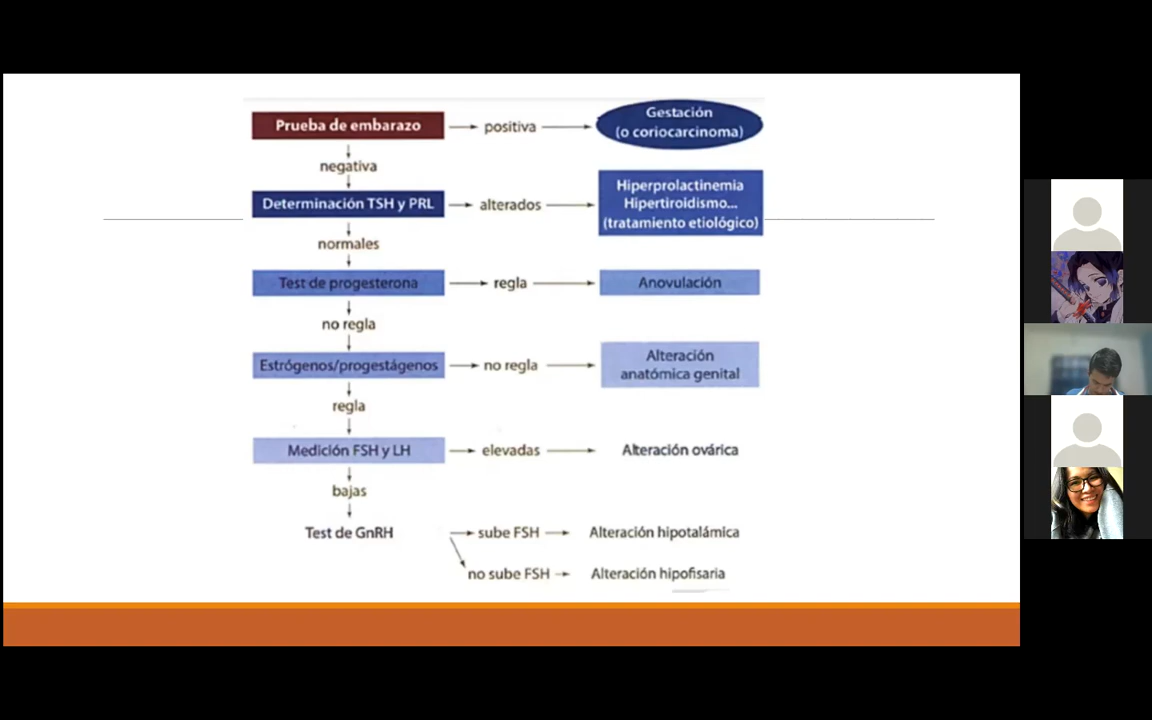 Prueba de embarazo
positiva
Gestación
(o coriocarcinoma)
negativa
Determinación TSH y PRL
alterados
Hiperprolactinemia
Hipertiroidismo...
(tratamiento etiológico)
normales
Test de progesterona
regla
Anovulación
no regla
Estrógenos/progestágenos
no regla
Alteración
anatómica genital
regla
Medición FSH y LH
elevadas
Alteración ovárica
bajas
Test de GnRH
sube FSH
Alteración hipotalámica
no sube FSH
Alteración hipofisaria